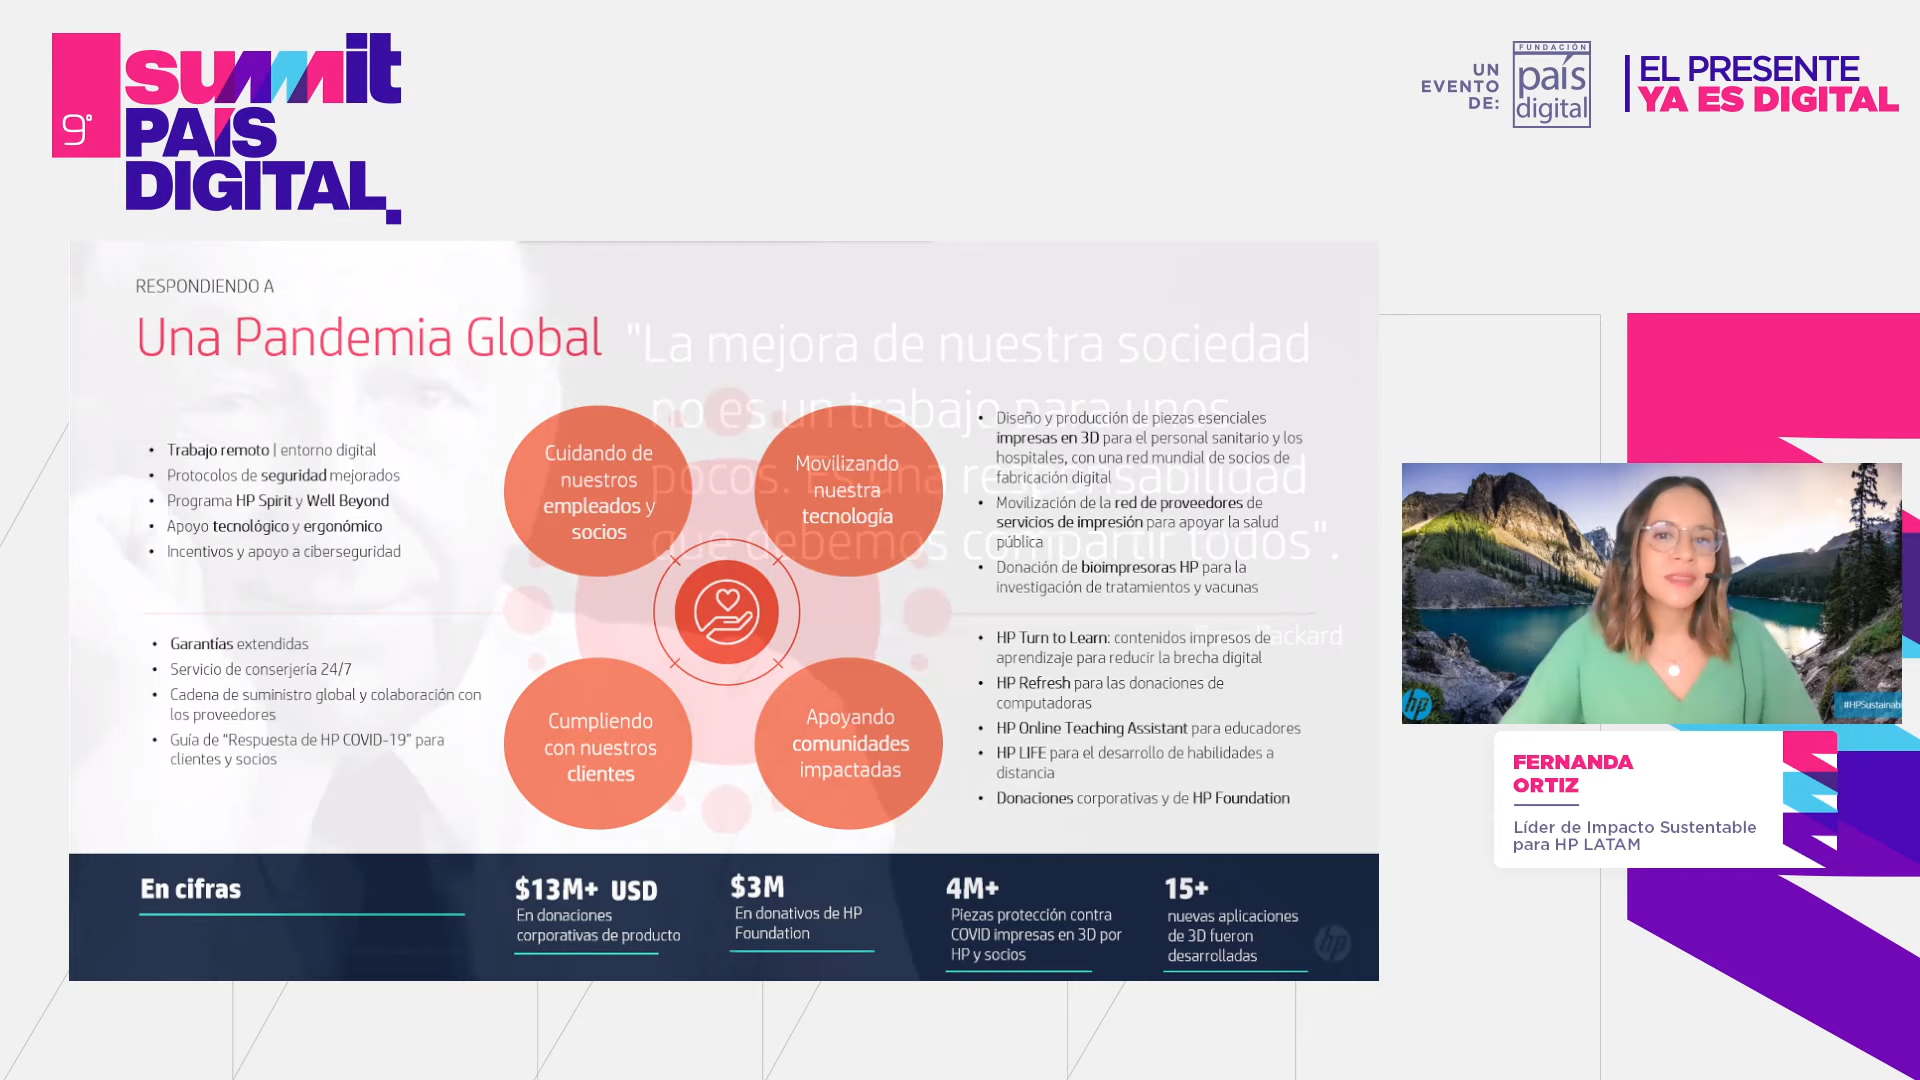 9°
summit
PAÍS
DIGITAL.
UN
EVENTO
DE:
FUNDACIÓN
país
digital
EL PRESENTE
YA ES DIGITAL
RESPONDIENDO A
Una Pandemia Global
"La mejora de nuestra sociedad
no es un trabajo para unos
pocos. Es una responsabilidad
que debemos compartir todos".
Packard
• Trabajo remoto | entorno digital
• Protocolos de seguridad mejorados
• Programa HP Spirit y Well Beyond
• Apoyo tecnológico y ergonómico
• Incentivos y apoyo a ciberseguridad
Cuidando de
nuestros
empleados y
socios
Movilizando
nuestra
tecnología
• Diseño y producción de piezas esenciales
impresas en 3D para el personal sanitario y los
hospitales, con una red mundial de socios de
fabricación digital
• Movilización de la red de proveedores de
servicios de impresión para apoyar la salud
pública
• Donación de bioimpresoras HP para la
investigación de tratamientos y vacunas
• Garantías extendidas
• Servicio de conserjería 24/7
• Cadena de suministro global y colaboración con
los proveedores
• Guía de “Respuesta de HP COVID-19” para
clientes y socios
Cumpliendo
con nuestros
clientes
Apoyando
comunidades
impactadas
• HP Turn to Learn: contenidos impresos de
aprendizaje para reducir la brecha digital
• HP Refresh para las donaciones de
computadoras
• HP Online Teaching Assistant para educadores
• HP LIFE para el desarrollo de habilidades a
distancia
• Donaciones corporativas y de HP Foundation
En cifras
$13M+ USD
En donaciones
corporativas de producto
$3M
En donativos de HP
Foundation
4M+
Piezas protección contra
COVID impresas en 3D por
HP y socios
15+
nuevas aplicaciones
de 3D fueron
desarrolladas
hp
hp
#HPSustainab
FERNANDA
ORTIZ
Líder de Impacto Sustentable
para HP LATAM